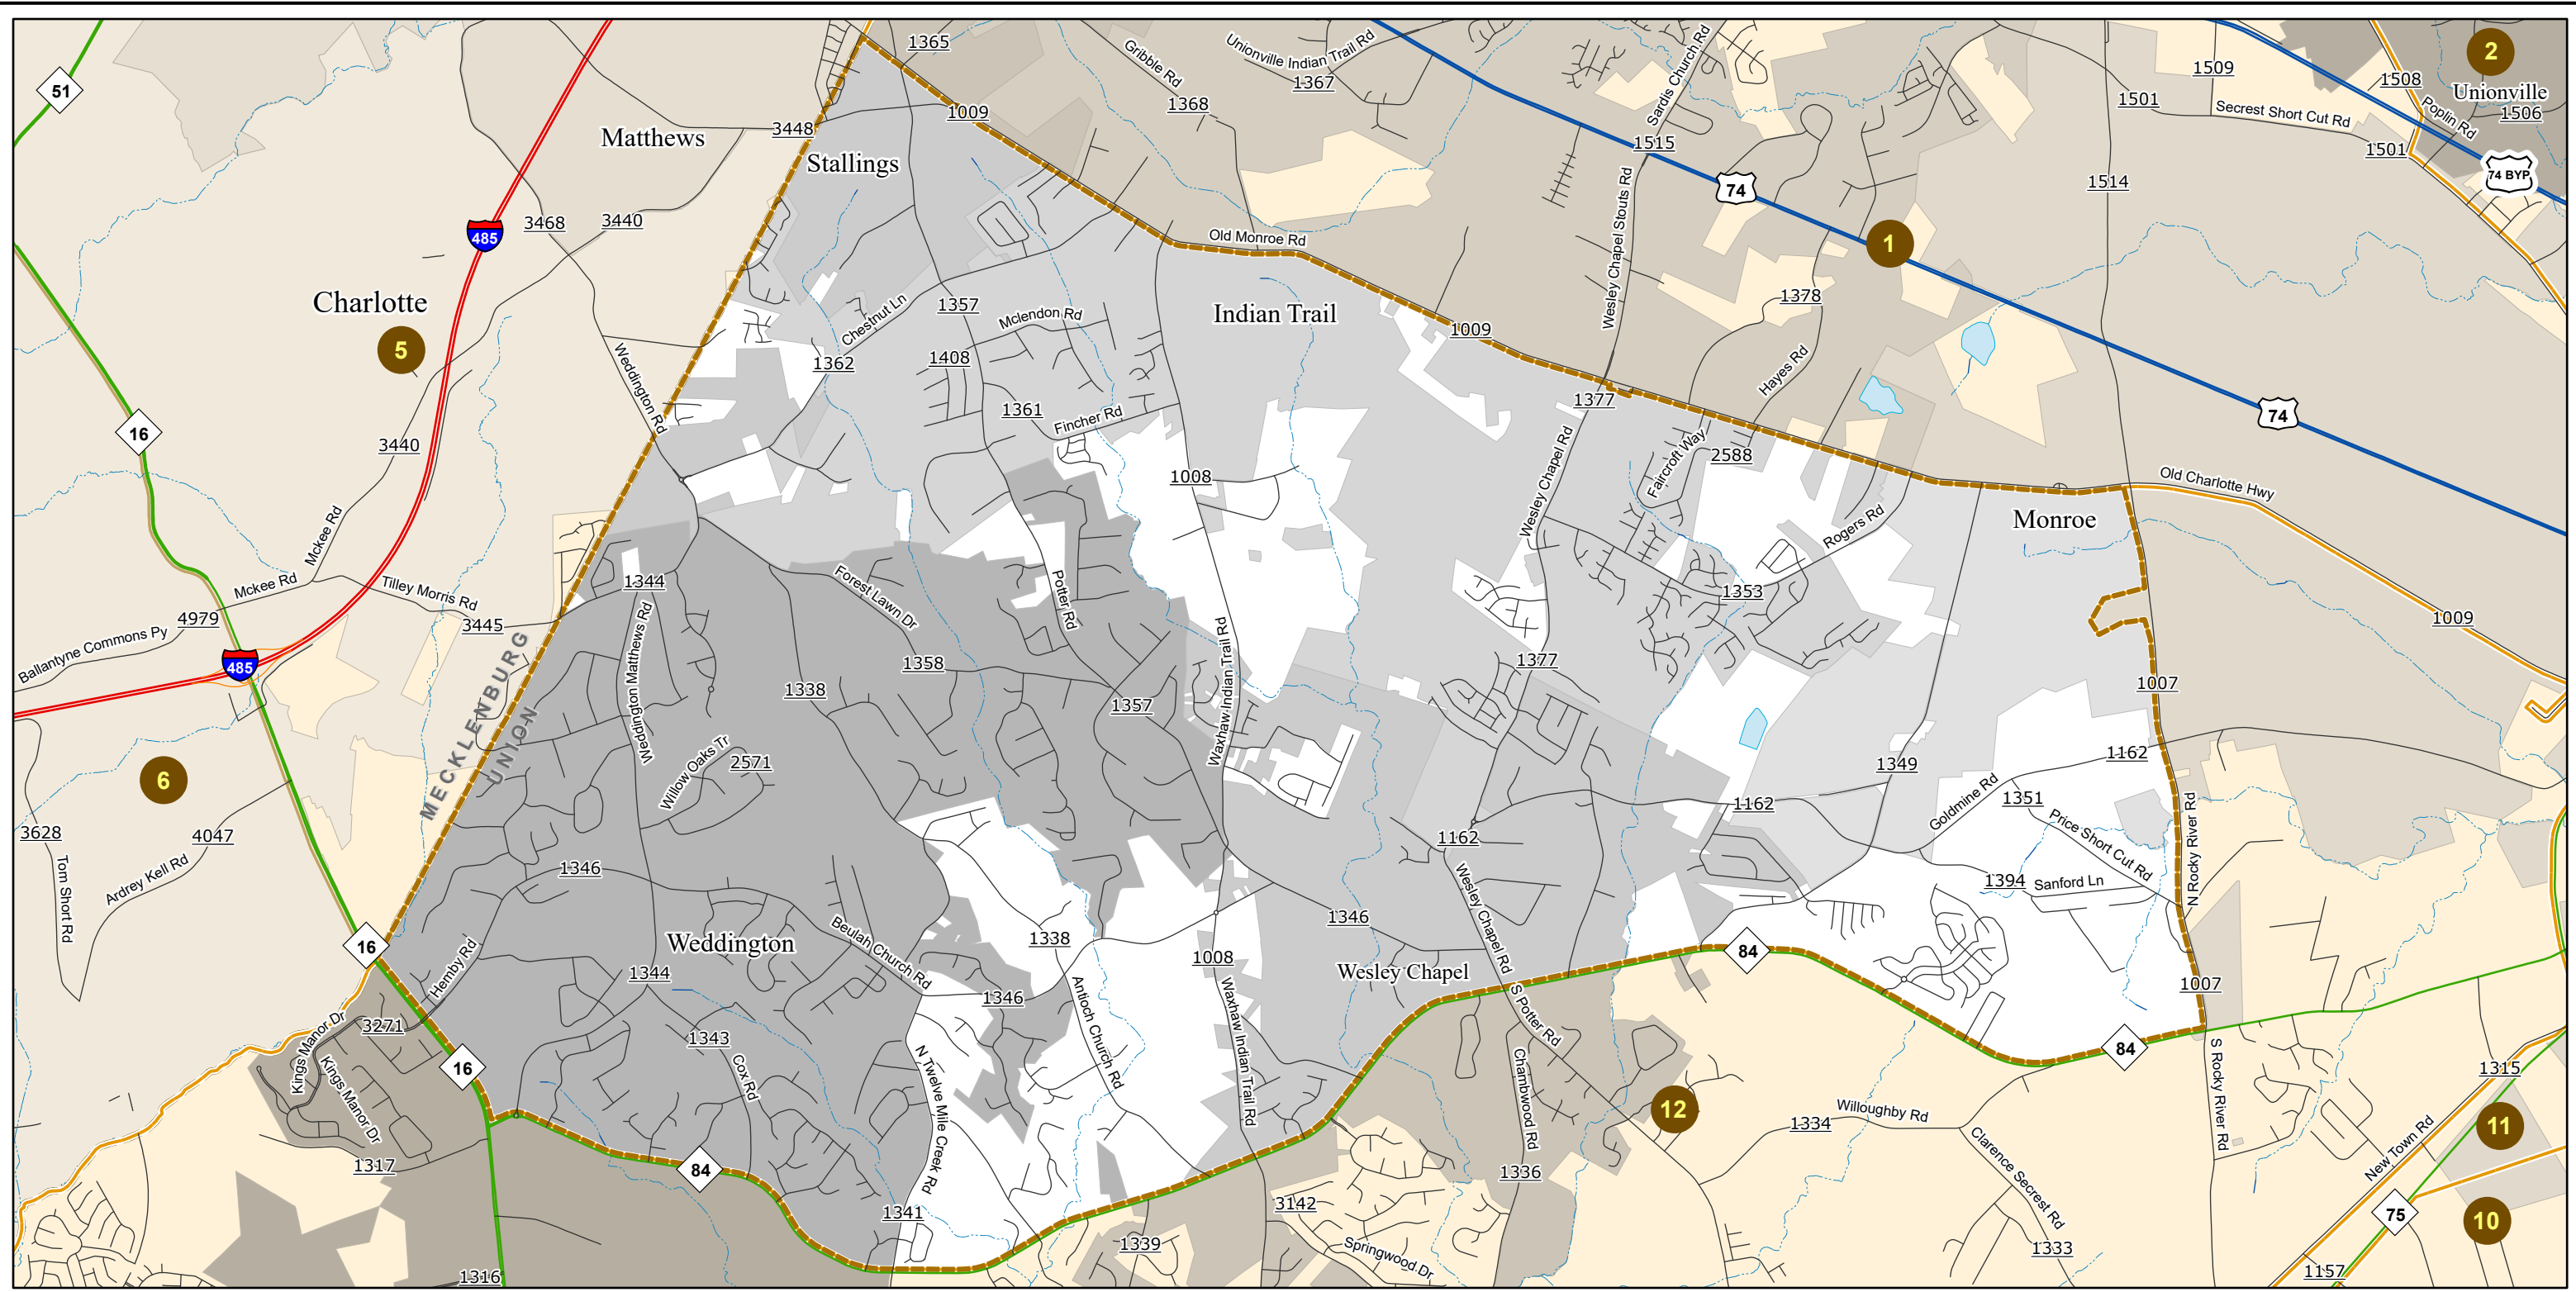 51
1365
Gribble Rd
Unionville Indian Trail Rd
1367
Sardis Church Rd
1509
1508
2
Unionville
1506
Poplin Rd
Matthews
3448
1009
1368
1515
1501
Secrest Short Cut Rd
1501
74 BYP
Stallings
74
1514
485
3468
3440
Old Monroe Rd
Wesley Chapel Stouts Rd
1
Charlotte
5
Chestnut Ln
1357
Mclendon Rd
Indian Trail
1009
1378
Weddington Rd
1362
1408
Hayes Rd
1377
16
1361
Fincher Rd
74
3440
1008
Wesley Chapel Rd
Faircroft Way
2588
Old Charlotte Hwy
Mckee Rd
Monroe
Rogers Rd
Mckee Rd
Tilley Morris Rd
1344
Forest Lawn Dr
Potter Rd
1353
4979
3445
1009
Ballantyne Commons Py
485
MECKLENBURG
UNION
Weddington Matthews Rd
1358
Waxhaw Indian Trail Rd
1377
1338
1357
1007
6
Willow Oaks Tr
2571
1349
1162
1162
Goldmine Rd
1351
3628
4047
1162
Price Short Cut Rd
N Rocky River Rd
Tom Short Rd
Ardrey Kell Rd
1346
Wesley Chapel Rd
1394
Sanford Ln
1346
16
Hemby Rd
Weddington
Beulah Church Rd
1338
1008
84
1344
Wesley Chapel
1346
Antioch Church Rd
Waxhaw Indian Trail Rd
S Potter Rd
1007
Kings Manor Dr
3271
Kings Manor Dr
16
1343
Cox Rd
N Twelve Mile Creek Rd
Chambwood Rd
84
S Rocky River Rd
1315
12
1334
Willoughby Rd
11
1317
84
Clarence Secrest Rd
New Town Rd
1336
1341
3142
75
10
1339
Springwood Dr
1333
1316
1157